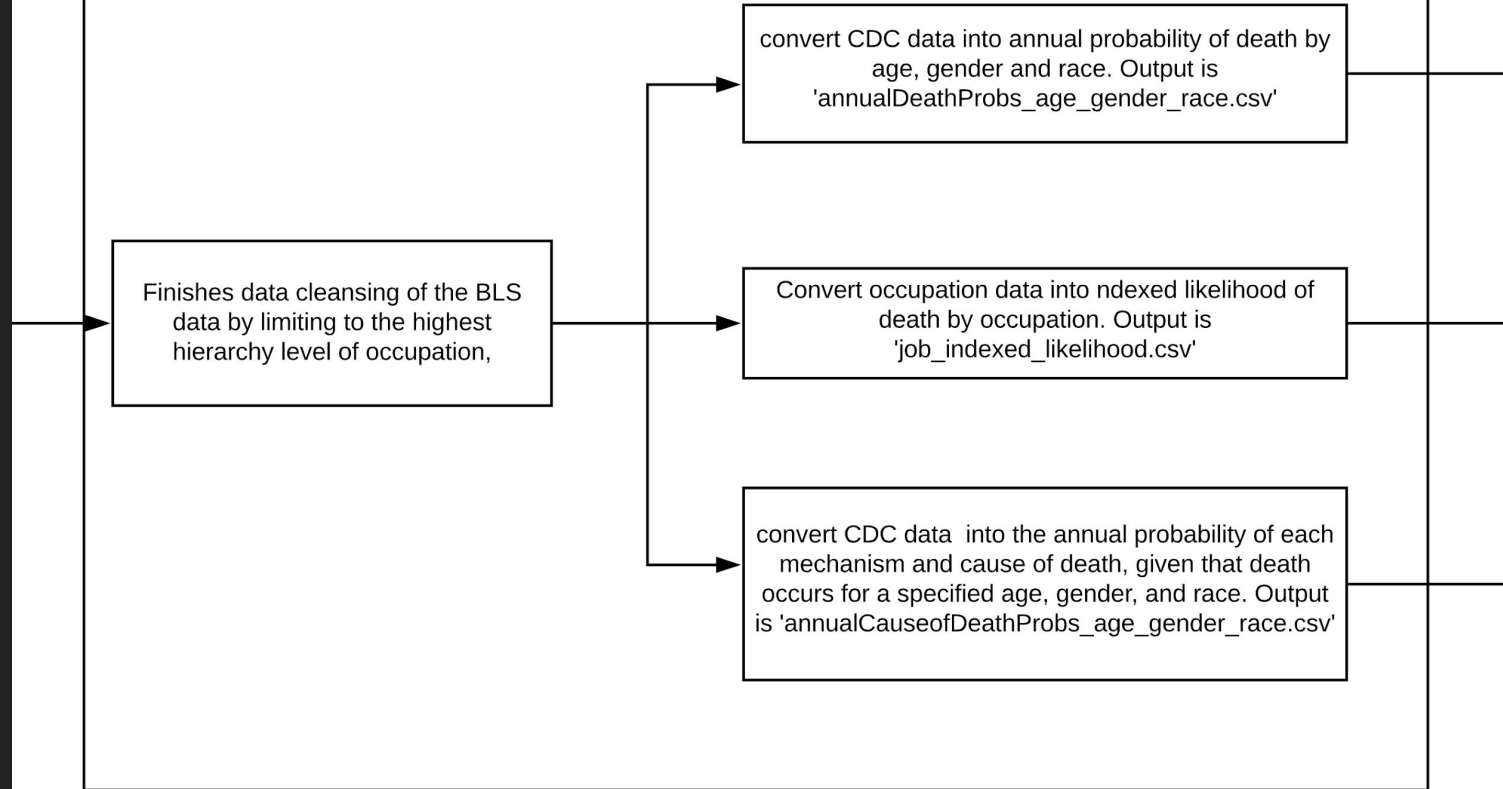 convert CDC data into annual probability of death by
age, gender and race. Output is
'annualDeathProbs_age_gender_race.csv'
Finishes data cleansing of the BLS
data by limiting to the highest
hierarchy level of occupation,
Convert occupation data into ndexed likelihood of
death by occupation. Output is
'job_indexed_likelihood.csv'
convert CDC data  into the annual probability of each
mechanism and cause of death, given that death
occurs for a specified age, gender, and race. Output
is 'annualCauseofDeathProbs_age_gender_race.csv'